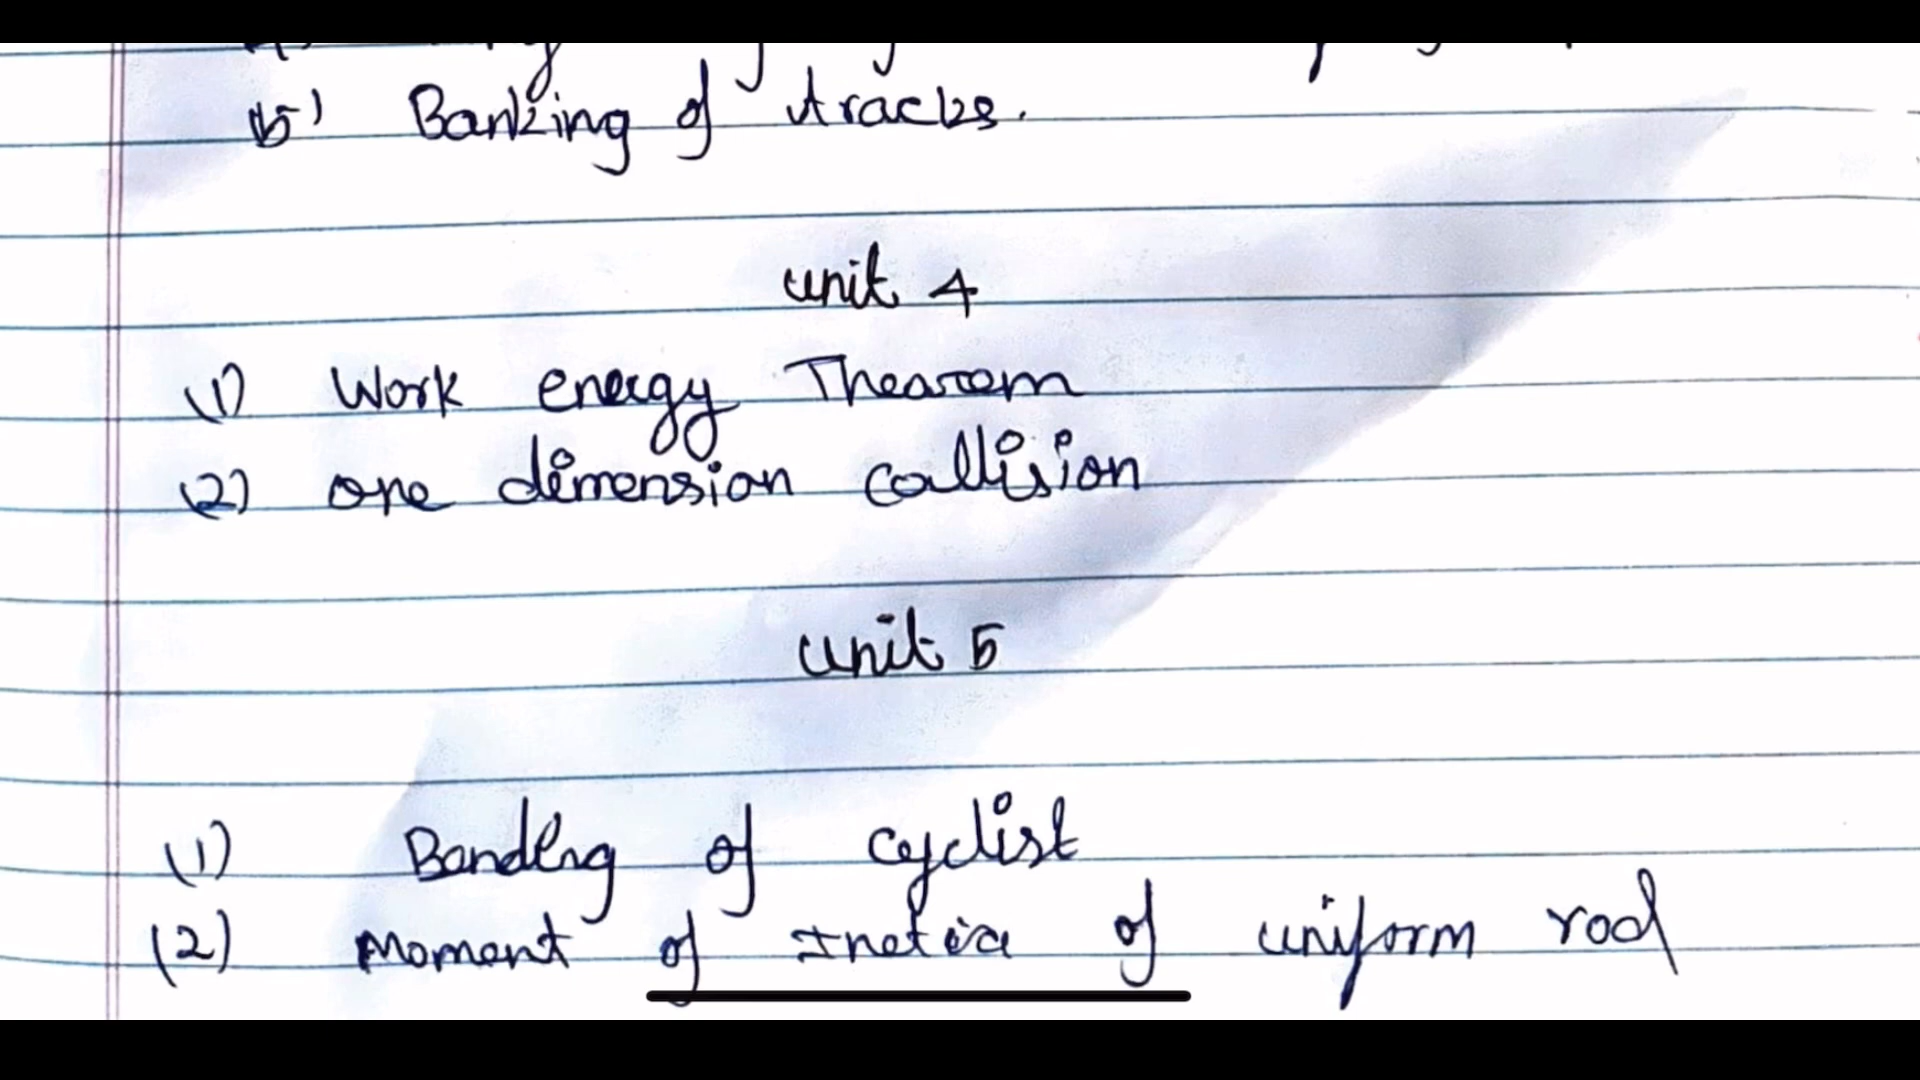 (5) Banking of tracks.
unit 4
(1) Work energy Thearem
(2) one dimension collision
unit 5
(1) Banding of cyclist
(2) Moment of Inetia of uniform rod